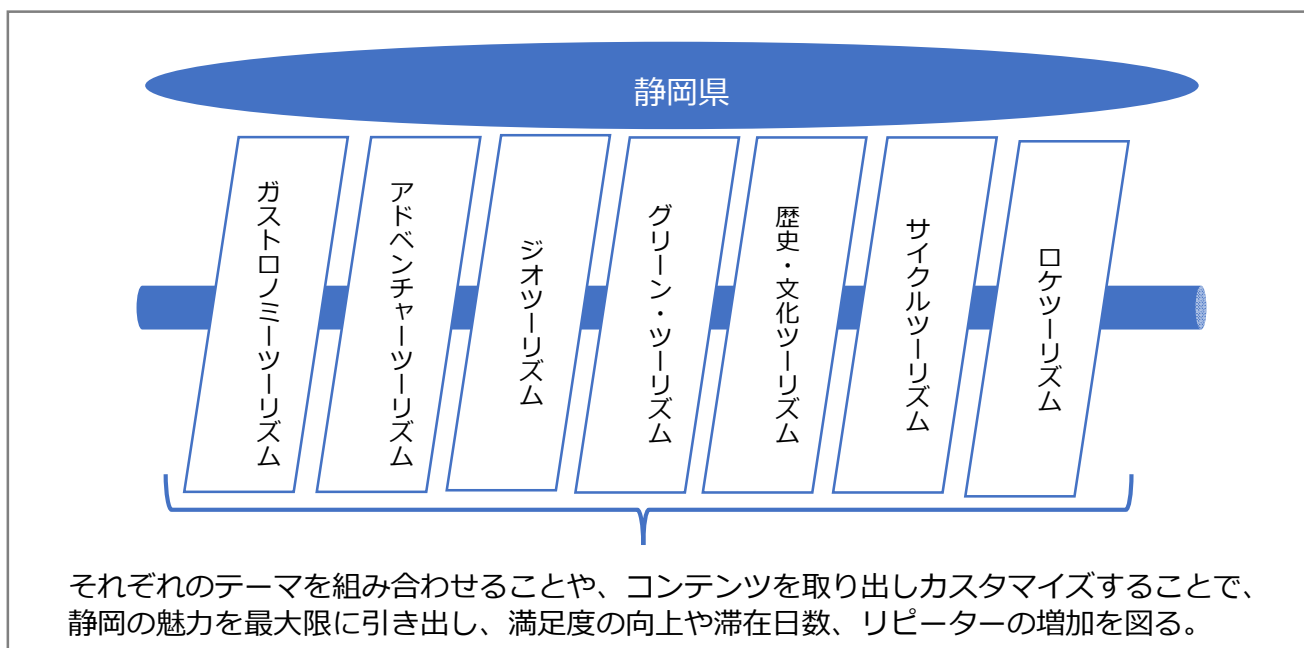 静岡県
ガストロノミーツーリズム
アドベンチャーツーリズム
ジオツーリズム
グリーン・ツーリズム
歴史・文化ツーリズム
サイクルツーリズム
ロケツーリズム
それぞれのテーマを組み合わせることや、コンテンツを取り出しカスタマイズすることで、
静岡の魅力を最大限に引き出し、満足度の向上や滞在日数、リピーターの増加を図る。